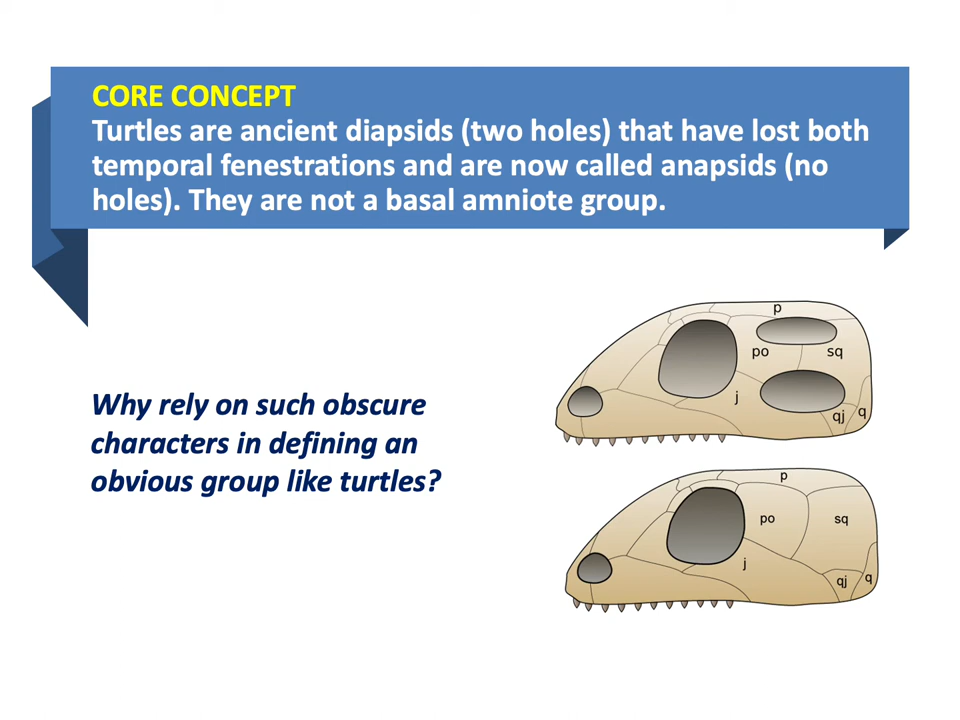 CORE CONCEPT
Turtles are ancient diapsids (two holes) that have lost both
temporal fenestrations and are now called anapsids (no
holes). They are not a basal amniote group.
Why rely on such obscure
characters in defining an
obvious group like turtles?
p
po
sq
j
qj
q
p
po
sq
j
qj
q